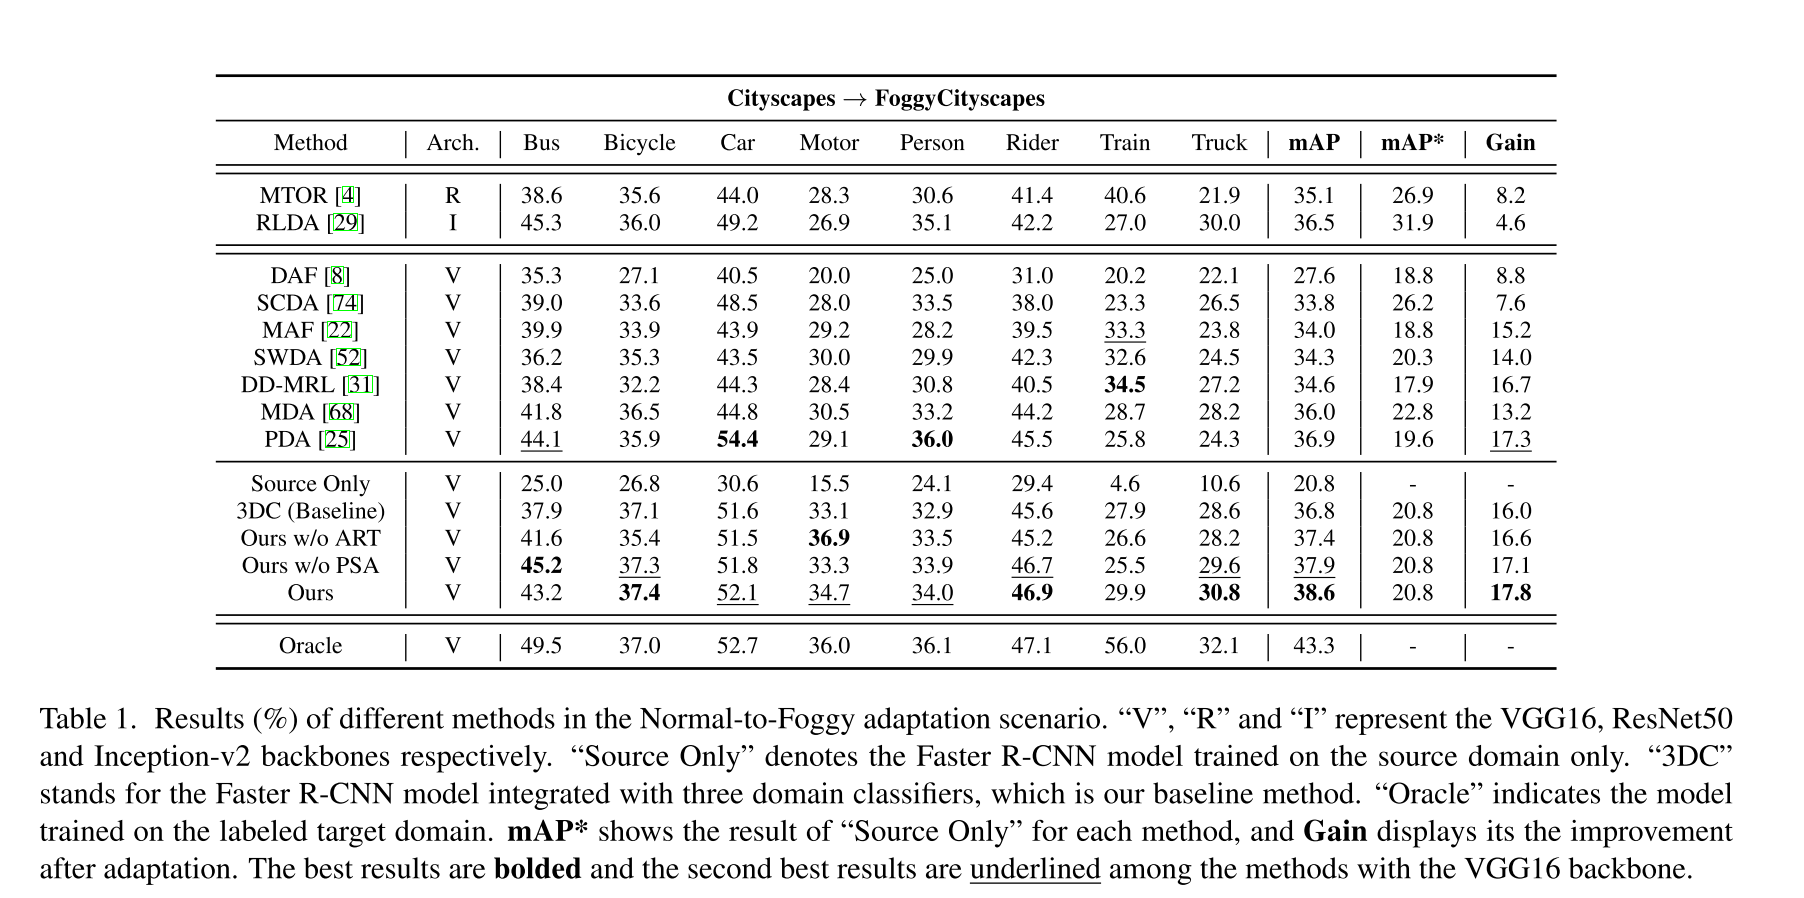 Cityscapes → FoggyCityscapes
Method Arch. Bus Bicycle Car Motor Person Rider Train Truck mAP mAP* Gain
MTOR [4] R 38.6 35.6 44.0 28.3 30.6 41.4 40.6 21.9 35.1 26.9 8.2
RLDA [29] I 45.3 36.0 49.2 26.9 35.1 42.2 27.0 30.0 36.5 31.9 4.6
DAF [8] V 35.3 27.1 40.5 20.0 25.0 31.0 20.2 22.1 27.6 18.8 8.8
SCDA [74] V 39.0 33.6 48.5 28.0 33.5 38.0 23.3 26.5 33.8 26.2 7.6
MAF [22] V 39.9 33.9 43.9 29.2 28.2 39.5 33.3 23.8 34.0 18.8 15.2
SWDA [52] V 36.2 35.3 43.5 30.0 29.9 42.3 32.6 24.5 34.3 20.3 14.0
DD-MRL [31] V 38.4 32.2 44.3 28.4 30.8 40.5 34.5 27.2 34.6 17.9 16.7
MDA [68] V 41.8 36.5 44.8 30.5 33.2 44.2 28.7 28.2 36.0 22.8 13.2
PDA [25] V 44.1 35.9 54.4 29.1 36.0 45.5 25.8 24.3 36.9 19.6 17.3
Source Only V 25.0 26.8 30.6 15.5 24.1 29.4 4.6 10.6 20.8 - -
3DC (Baseline) V 37.9 37.1 51.6 33.1 32.9 45.6 27.9 28.6 36.8 20.8 16.0
Ours w/o ART V 41.6 35.4 51.5 36.9 33.5 45.2 26.6 28.2 37.4 20.8 16.6
Ours w/o PSA V 45.2 37.3 51.8 33.3 33.9 46.7 25.5 29.6 37.9 20.8 17.1
Ours V 43.2 37.4 52.1 34.7 34.0 46.9 29.9 30.8 38.6 20.8 17.8
Oracle V 49.5 37.0 52.7 36.0 36.1 47.1 56.0 32.1 43.3 - -
Table 1. Results (%) of different methods in the Normal-to-Foggy adaptation scenario. “V”, “R” and “I” represent the VGG16, ResNet50
and Inception-v2 backbones respectively. “Source Only” denotes the Faster R-CNN model trained on the source domain only. “3DC”
stands for the Faster R-CNN model integrated with three domain classifiers, which is our baseline method. “Oracle” indicates the model
trained on the labeled target domain. mAP* shows the result of “Source Only” for each method, and Gain displays its the improvement
after adaptation. The best results are bolded and the second best results are underlined among the methods with the VGG16 backbone.